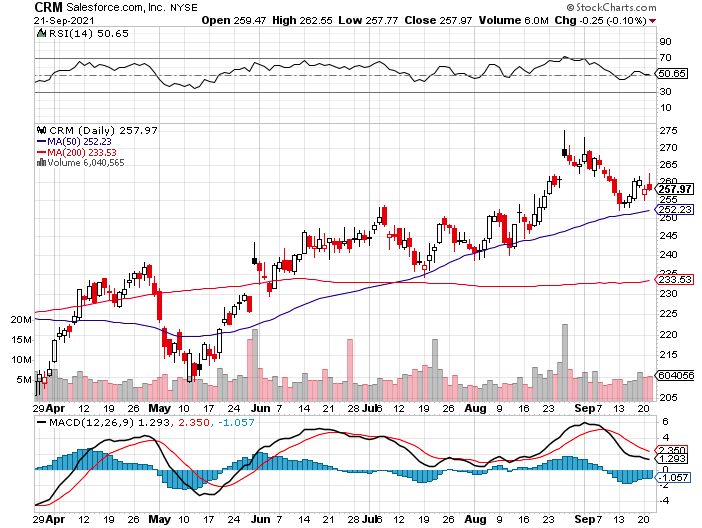 CRM Salesforce.com, Inc. NYSE
© StockCharts.com
21-Sep-2021
Open 259.47 High 262.55 Low 257.77 Close 257.97 Volume 6.0M Chg -0.25 (-0.10%)
RSI(14) 50.65
90
70
50.65
30
10
CRM (Daily) 257.97
MA(50) 252.23
MA(200) 233.53
Volume 6,040,565
275
270
265
260
257.97
255
252.23
250
245
240
235
233.53
230
225
220
215
210
6040565
205
20M
15M
10M
5M
29 Apr 12 19 26 May 10 17 24 Jun 7 14 21 28 Jul 6 12 19 26 Aug 9 16 23 Sep 7 13 20
MACD(12,26,9) 1.293, 2.350, -1.057
6
4
2.350
1.293
0
-1.057
-2
-4
29 Apr 12 19 26 May 10 17 24 Jun 7 14 21 28 Jul 6 12 19 26 Aug 9 16 23 Sep 7 13 20